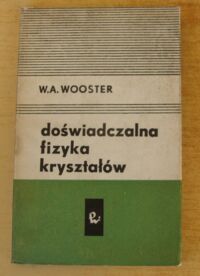 W.A. WOOSTER
doświadczalna
fizyka
kryształów